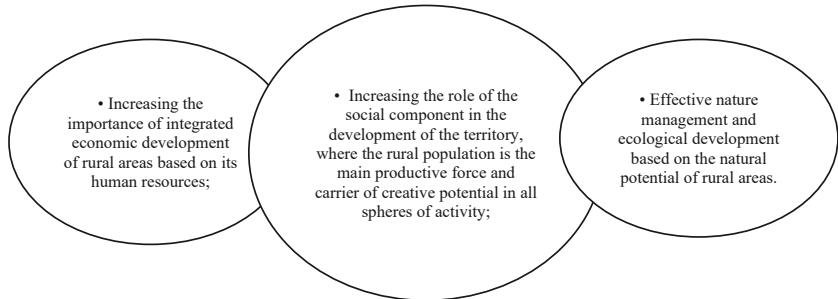 • Increasing the
importance of integrated
economic development
of rural areas based on its
human resources;
• Increasing the role of the
social component in the
development of the territory,
where the rural population is the
main productive force and
carrier of creative potential in all
spheres of activity;
• Effective nature
management and
ecological development
based on the natural
potential of rural areas.